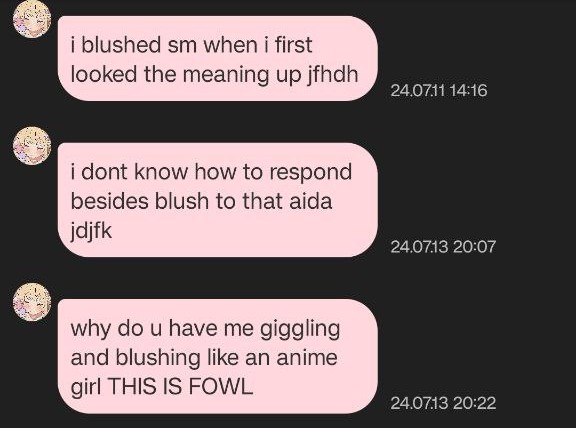 i blushed sm when i first
looked the meaning up jfhdh
24.07.11 14:16
i dont know how to respond
besides blush to that aida
jdjfk
24.07.13 20:07
why do u have me giggling
and blushing like an anime
girl THIS IS FOWL
24.07.13 20:22